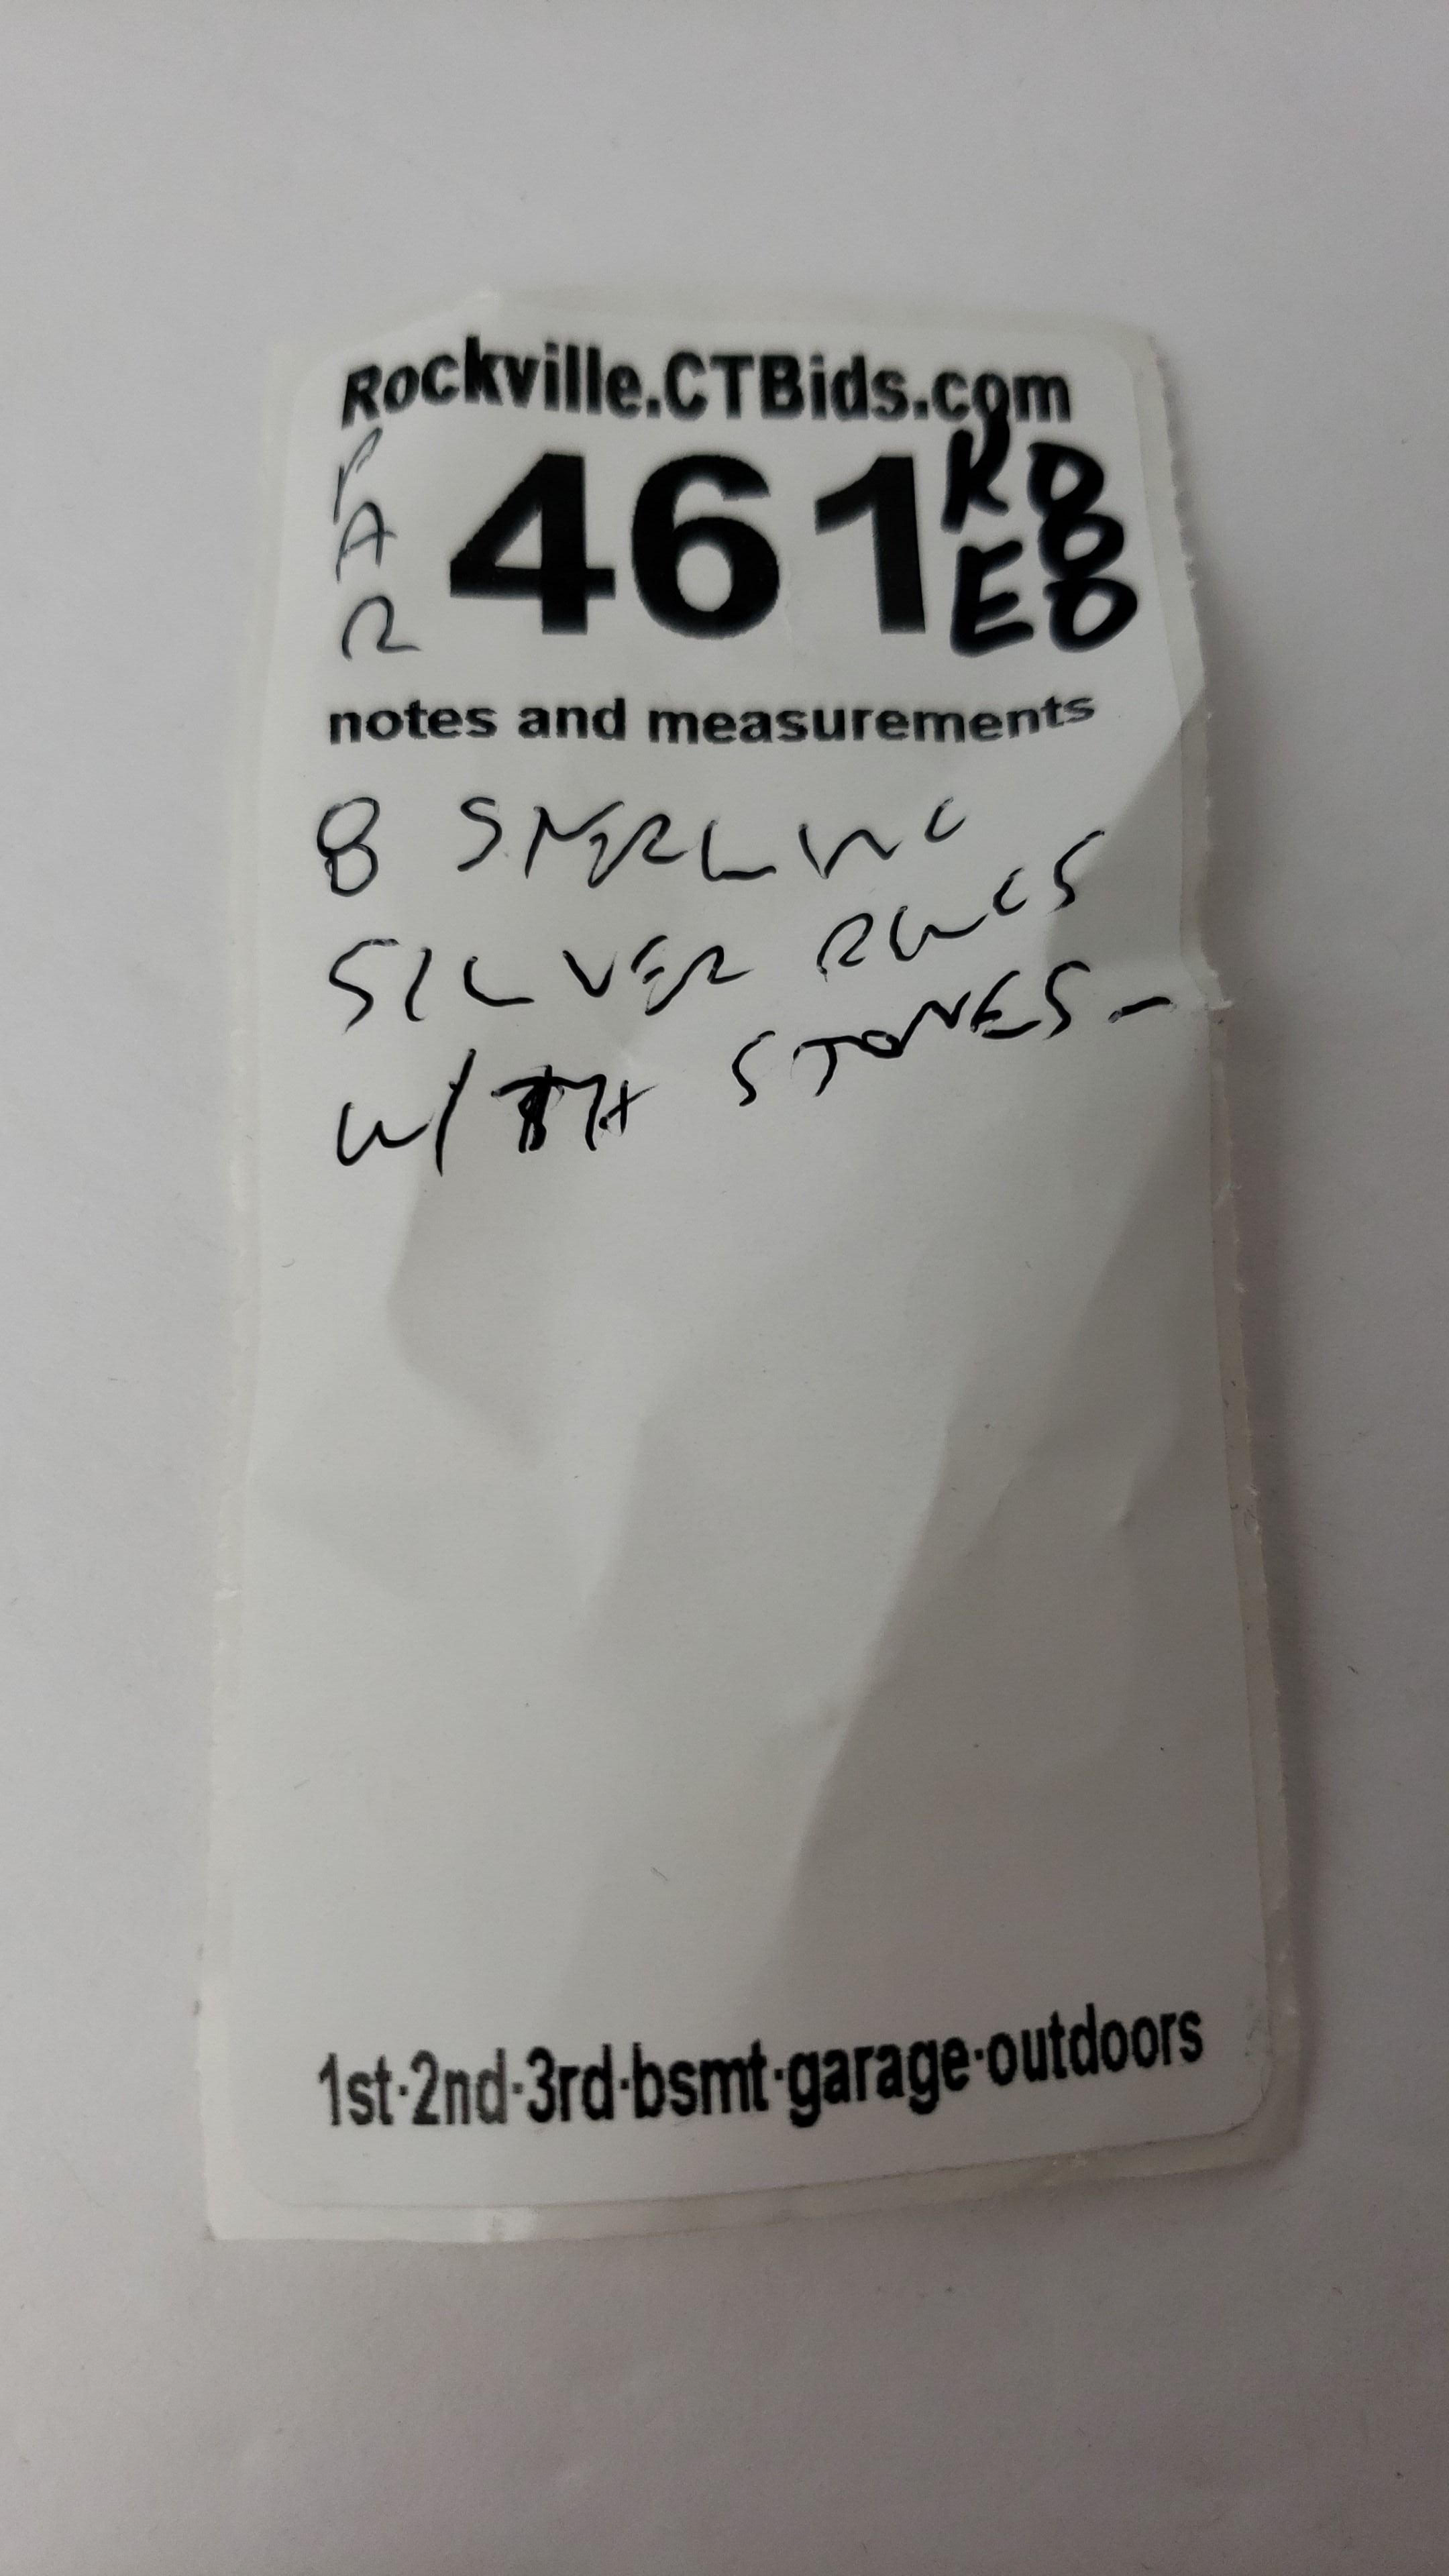 Rockville.CTBids.com
PAR 461
notes and measurements
8 STERLING
SILVER RINGS
WITH STONES-
1st·2nd·3rd·bsmt·garage·outdoors